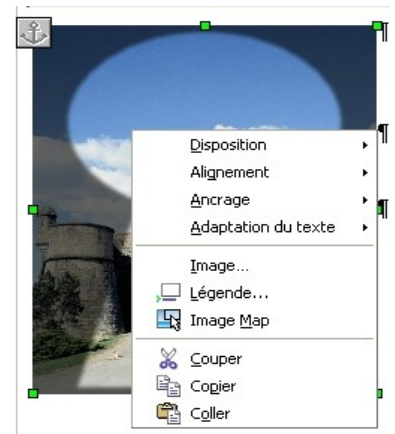 ¶
¶
Disposition
Alignement
Ancrage
¶
Adaptation du texte
Image...
Légende...
Image Map
Couper
Copier
Coller